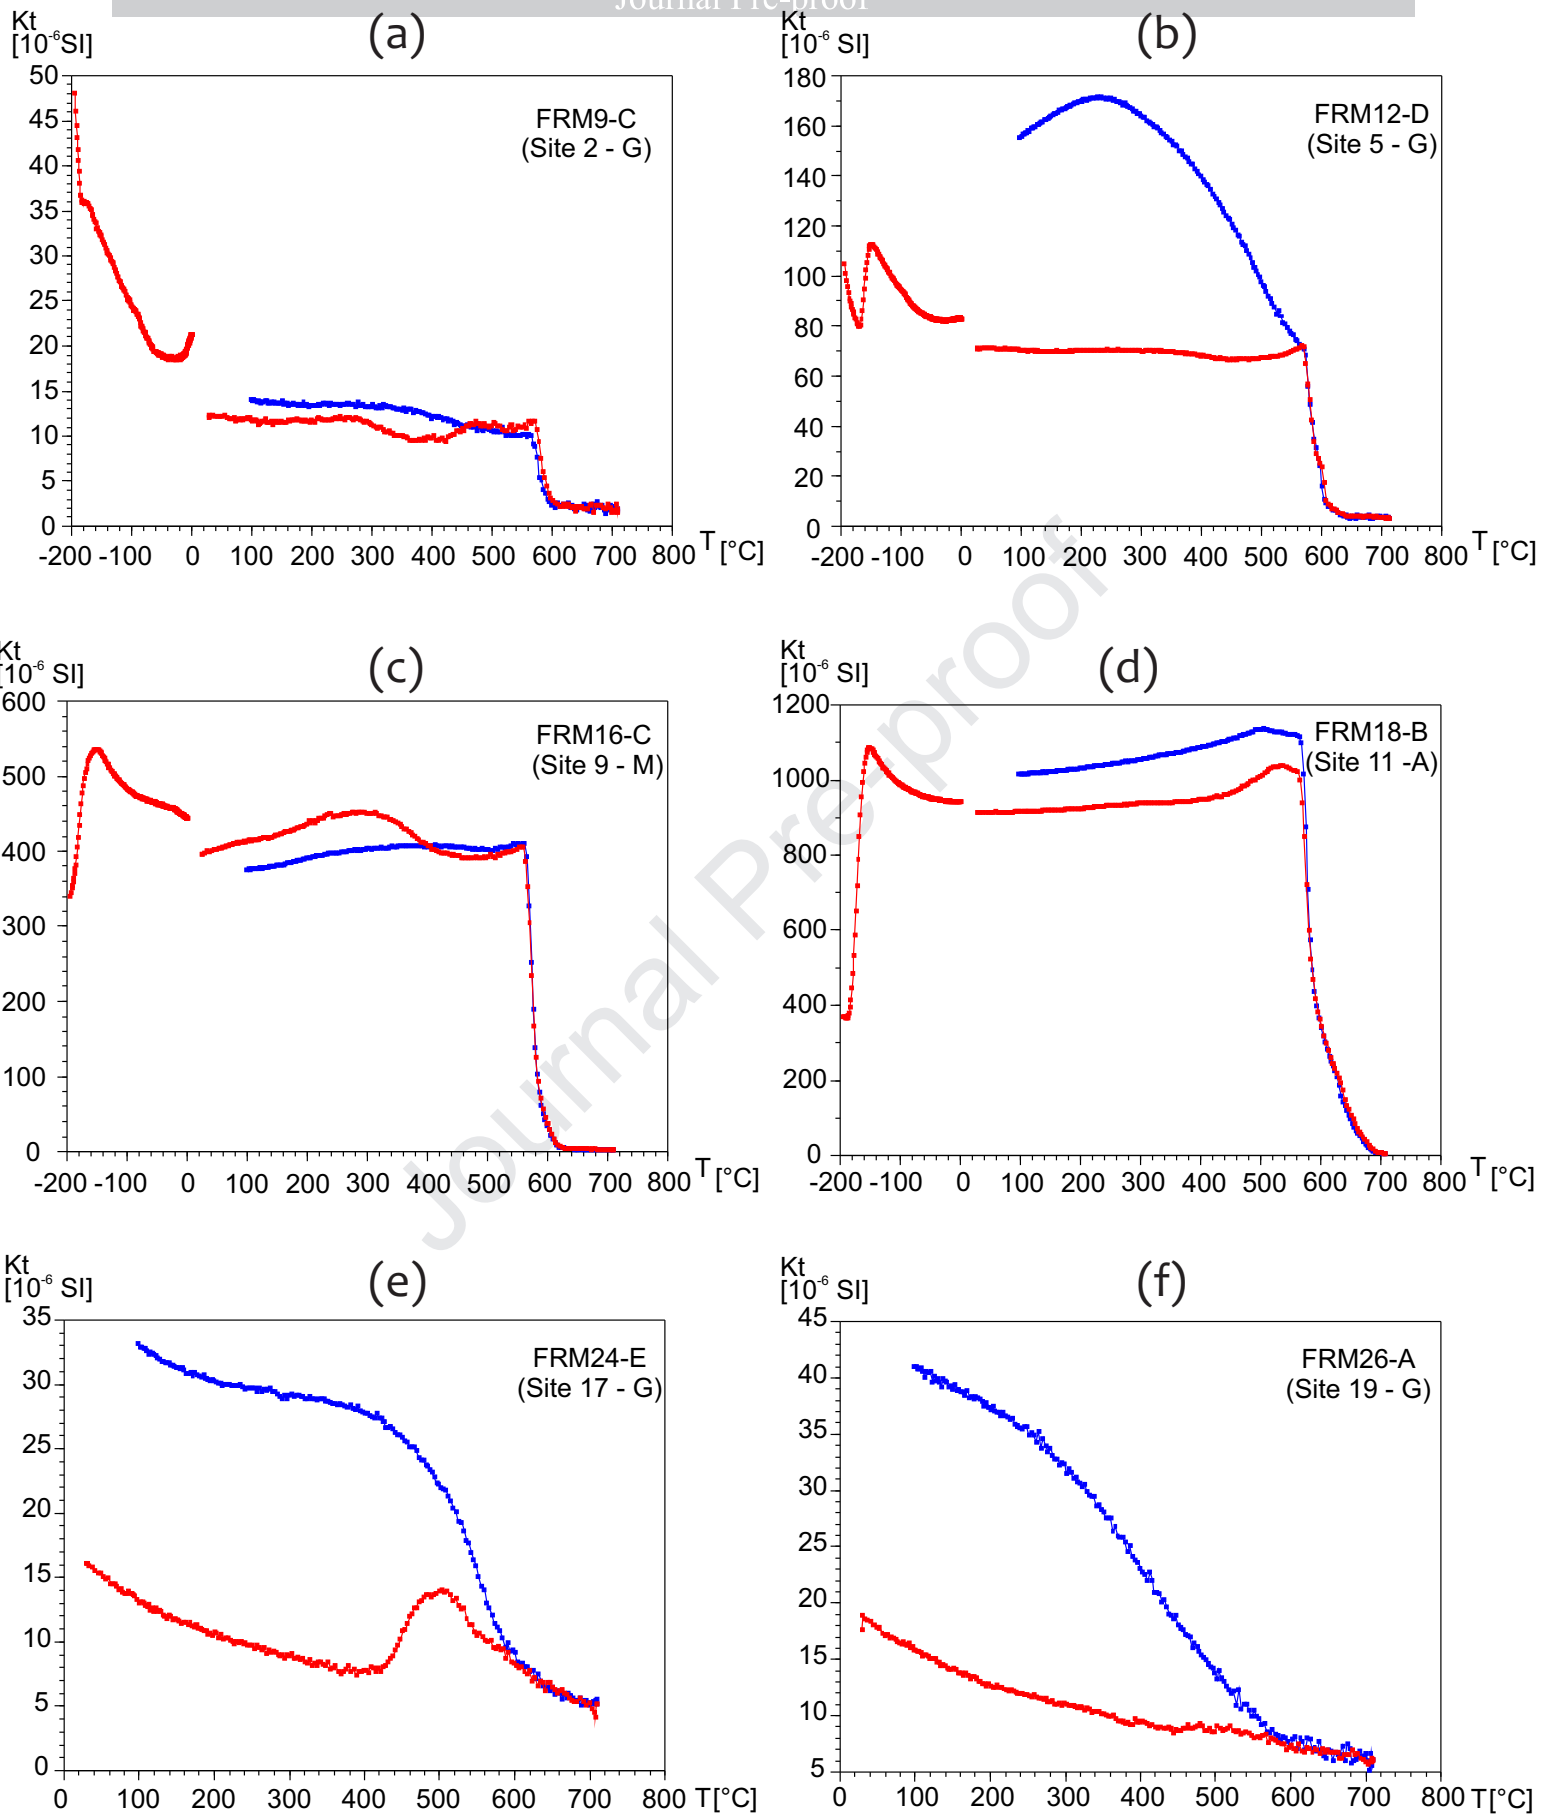 Journal Pre-proof
(a)
Kt
[10⁻⁶SI]
FRM9-C
(Site 2 - G)
50
45
40
35
30
25
20
15
10
5
0
-200 -100 0 100 200 300 400 500 600 700 800 T [°C]
(b)
Kt
[10⁻⁶ SI]
FRM12-D
(Site 5 - G)
180
160
140
120
100
80
60
40
20
0
-200 -100 0 100 200 300 400 500 600 700 800 T [°C]
(c)
Kt
[10⁻⁶ SI]
FRM16-C
(Site 9 - M)
600
500
400
300
200
100
0
-200 -100 0 100 200 300 400 500 600 700 800 T [°C]
(d)
Kt
[10⁻⁶ SI]
FRM18-B
(Site 11 -A)
1200
1000
800
600
400
200
0
-200 -100 0 100 200 300 400 500 600 700 800 T [°C]
(e)
Kt
[10⁻⁶ SI]
FRM24-E
(Site 17 - G)
35
30
25
20
15
10
5
0
0 100 200 300 400 500 600 700 800 T[°C]
(f)
Kt
[10⁻⁶ SI]
FRM26-A
(Site 19 - G)
45
40
35
30
25
20
15
10
5
0 100 200 300 400 500 600 700 800 T[°C]
Journal Pre-proof